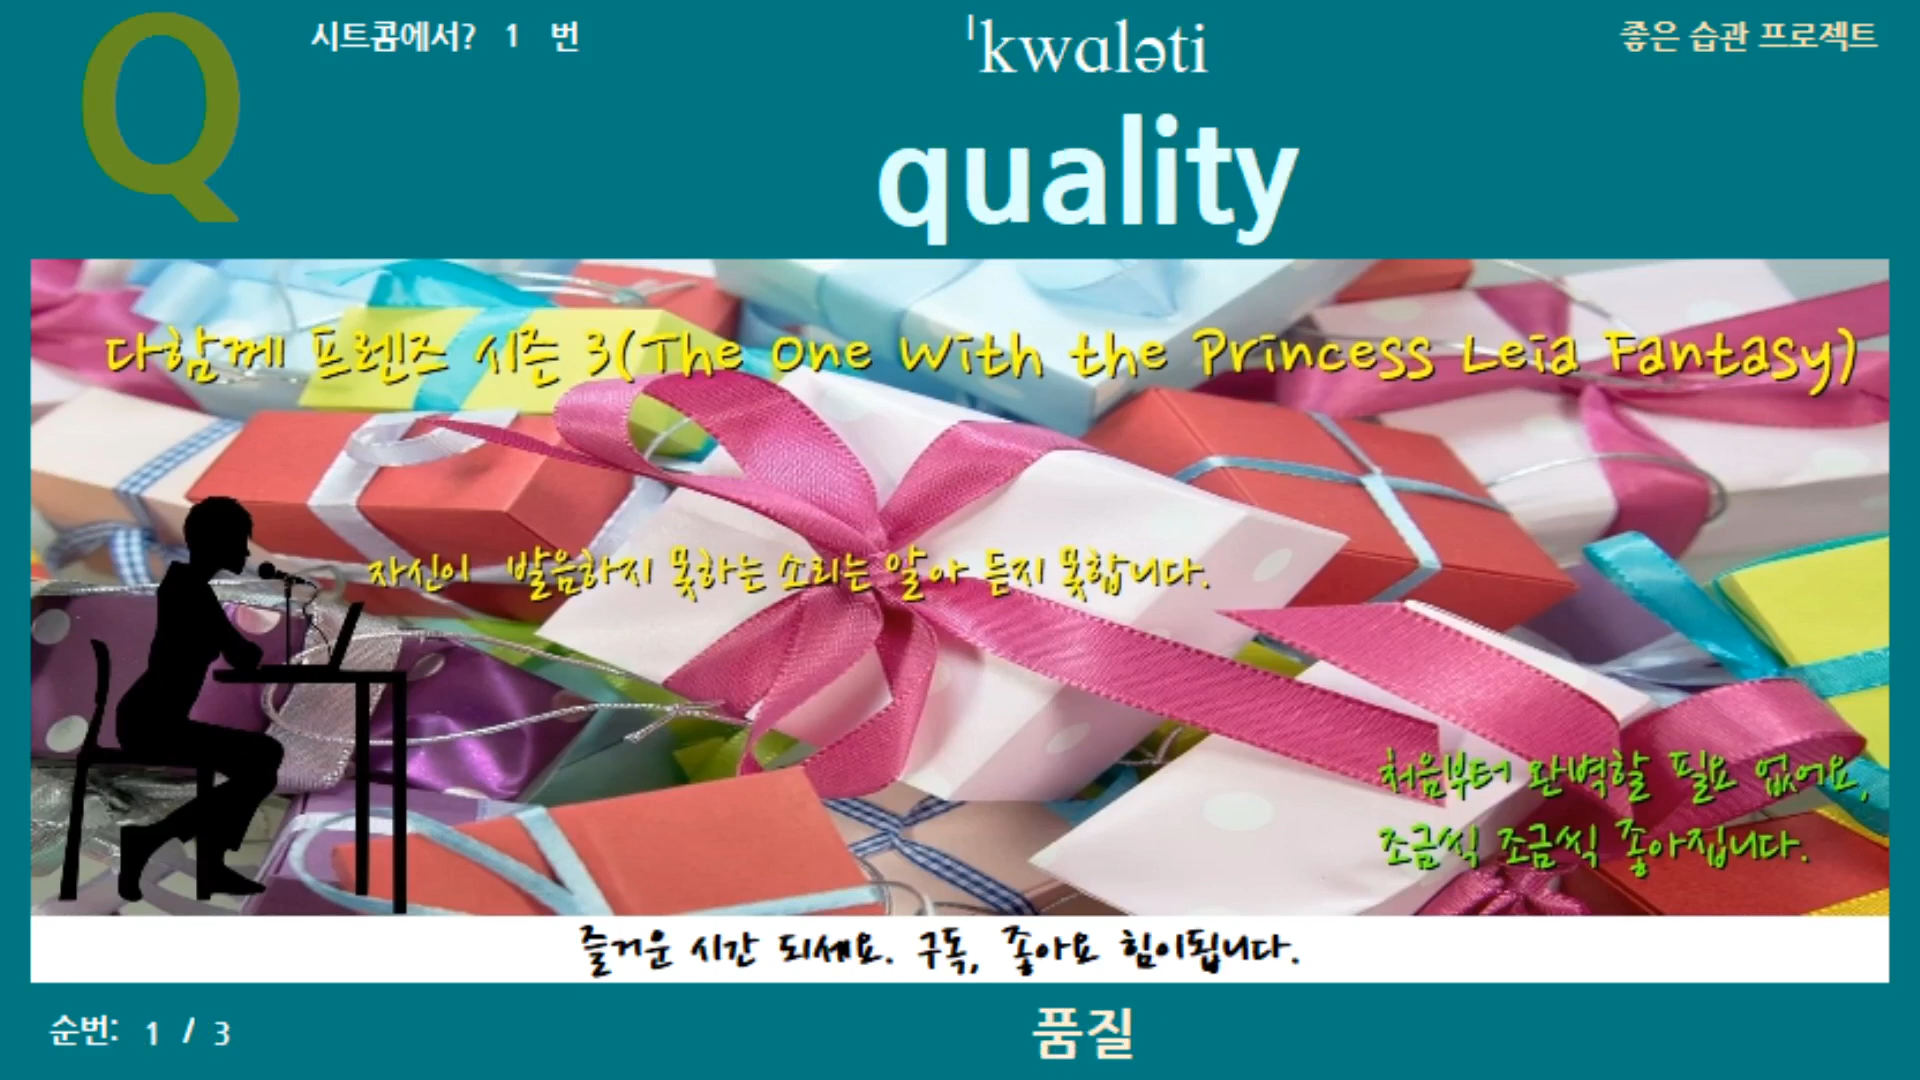 Q
시트콤에서? 1 번
ˈkwɑləti
좋은 습관 프로젝트
quality
다함께 프렌즈 시즌 3(The One With the Princess Leia Fantasy)
자신이 발음하지 못하는 소리는 알아 듣지 못합니다.
처음부터 완벽할 필요 없어요,
조금씩 조금씩 좋아집니다.
즐거운 시간 되세요. 구독, 좋아요 힘이됩니다.
순번: 1 / 3
품질